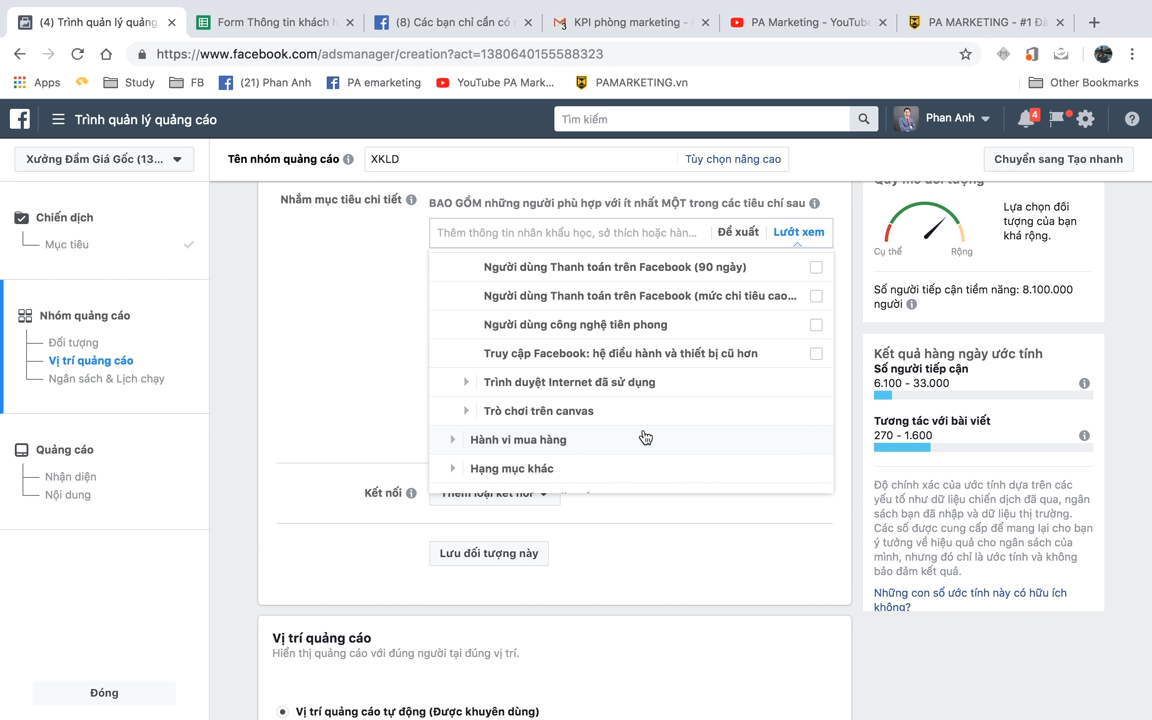 (4) Trình quản lý quảng
Form Thông tin khách h
(8) Các bạn chỉ cần có
KPI phòng marketing -
PA Marketing - YouTube
PA MARKETING - #1 Đà
https://www.facebook.com/adsmanager/creation?act=1380640155588323
Apps
Study
FB
(21) Phan Anh
PA emarketing
YouTube PA Mark...
PAMARKETING.vn
Other Bookmarks
Trình quản lý quảng cáo
Tìm kiếm
Phan Anh
4
Xưởng Đầm Giá Gốc (13...
Tên nhóm quảng cáo
XKLD
Tùy chọn nâng cao
Chuyển sang Tạo nhanh
Chiến dịch
Mục tiêu
Nhóm quảng cáo
Đối tượng
Vị trí quảng cáo
Ngân sách & Lịch chạy
Quảng cáo
Nhận diện
Nội dung
Đóng
Nhắm mục tiêu chi tiết
BAO GỒM những người phù hợp với ít nhất MỘT trong các tiêu chí sau
Thêm thông tin nhân khẩu học, sở thích hoặc hàn...
Đề xuất
Lướt xem
Người dùng Thanh toán trên Facebook (90 ngày)
Người dùng Thanh toán trên Facebook (mức chi tiêu cao...
Người dùng công nghệ tiên phong
Truy cập Facebook: hệ điều hành và thiết bị cũ hơn
Trình duyệt Internet đã sử dụng
Trò chơi trên canvas
Hành vi mua hàng
Hạng mục khác
Kết nối
Thêm loại kết nối
Lưu đối tượng này
Vị trí quảng cáo
Hiển thị quảng cáo với đúng người tại đúng vị trí.
Vị trí quảng cáo tự động (Được khuyên dùng)
Quy mô đối tượng
Cụ thể
Rộng
Lựa chọn đối
tượng của bạn
khá rộng.
Số người tiếp cận tiềm năng: 8.100.000
người
Kết quả hàng ngày ước tính
Số người tiếp cận
6.100 - 33.000
Tương tác với bài viết
270 - 1.600
Độ chính xác của ước tính dựa trên các
yếu tố như dữ liệu chiến dịch đã qua, ngân
sách bạn đã nhập và dữ liệu thị trường.
Các số được cung cấp để mang lại cho bạn
ý tưởng về hiệu quả cho ngân sách của
mình, nhưng đó chỉ là ước tính và không
bảo đảm kết quả.
Những con số ước tính này có hữu ích
không?